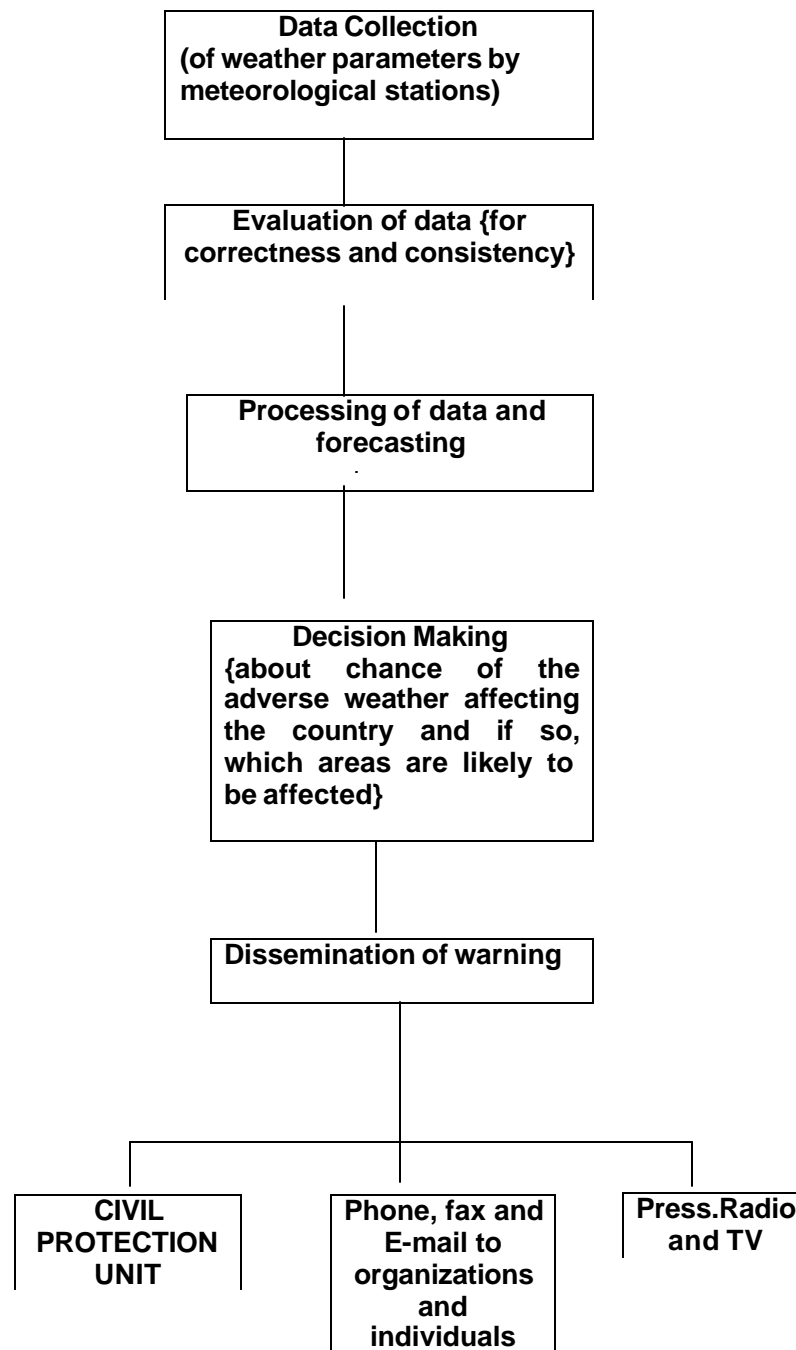 Data Collection
(of weather parameters by
meteorological stations)
Evaluation of data {for
correctness and consistency}
Processing of data and
forecasting
.
Decision Making
{about chance of the
adverse weather affecting
the country and if so,
which areas are likely to
be affected}
Dissemination of warning
CIVIL
PROTECTION
UNIT
Phone, fax and
E-mail to
organizations
and
individuals
Press.Radio
and TV